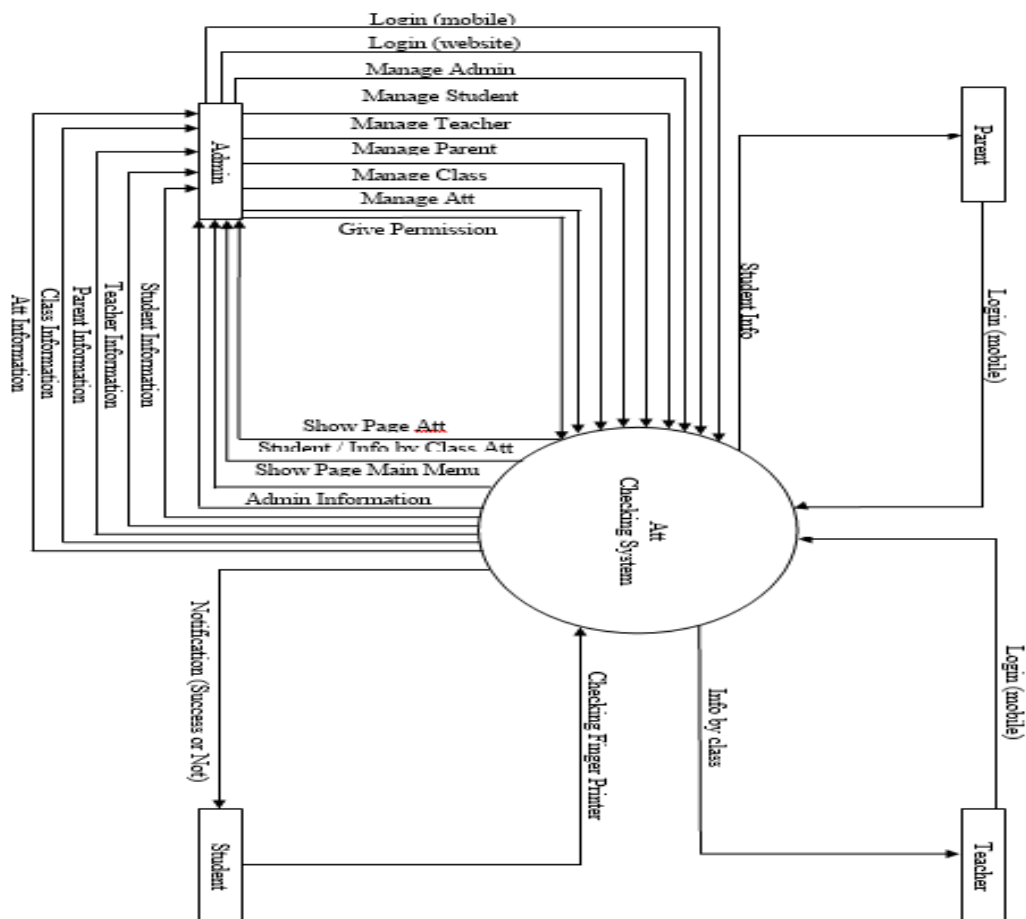 Login (mobile)
Login (website)
Manage Admin
Manage Student
Manage Teacher
Manage Parent
Manage Class
Manage Att
Give Permission
Admin
Parent
Student Info
Login (mobile)
Att Information
Class Information
Parent Information
Teacher Information
Student Information
Show Page Att
Student / Info by Class Att
Show Page Main Menu
Admin Information
Att
Checking System
Notification (Success or Not)
Checking Finger Printer
Info by class
Login (mobile)
Student
Teacher